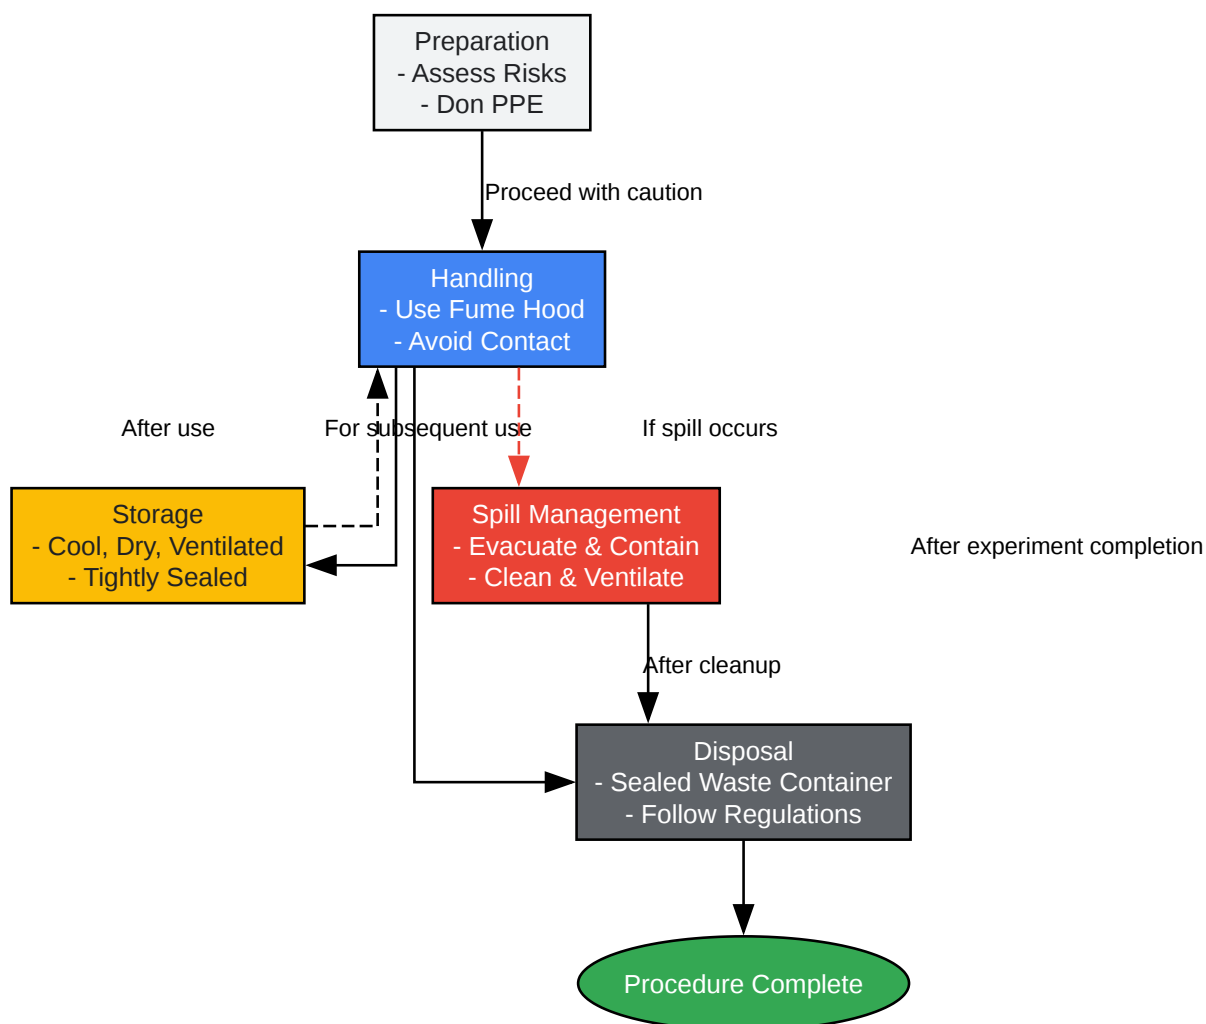 Preparation
- Assess Risks
- Don PPE
Proceed with caution
Handling
- Use Fume Hood
- Avoid Contact
After use
For subsequent use
If spill occurs
Storage
- Cool, Dry, Ventilated
- Tightly Sealed
Spill Management
- Evacuate & Contain
- Clean & Ventilate
After experiment completion
After cleanup
Disposal
- Sealed Waste Container
- Follow Regulations
Procedure Complete